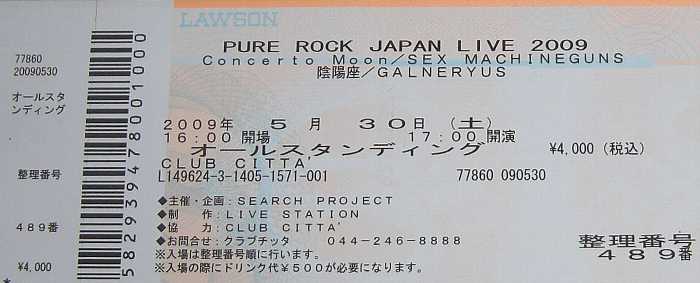 LAWSON
PURE ROCK JAPAN LIVE 2009
Concerto Moon/SEX MACHINEGUNS
陰陽座/GALNERYUS
2009年 5月 30日(土)
16:00 開場 17:00 開演
オールスタンディング ¥4,000(税込)
CLUB CITTA'
L149624-3-1405-1571-001 77860 090530
◆主催・企画:SEARCH PROJECT
◆制 作:LIVE STATION
◆協 力:CLUB CITTA'
◆お問合せ:クラブチッタ 044-246-8888
※入場は整理番号順に行います。
※入場の際にドリンク代¥500が必要になります。
整理番号
489番
77860
20090530
オールスタ
ンディング
整理番号
489番
¥4,000
5829394780001000